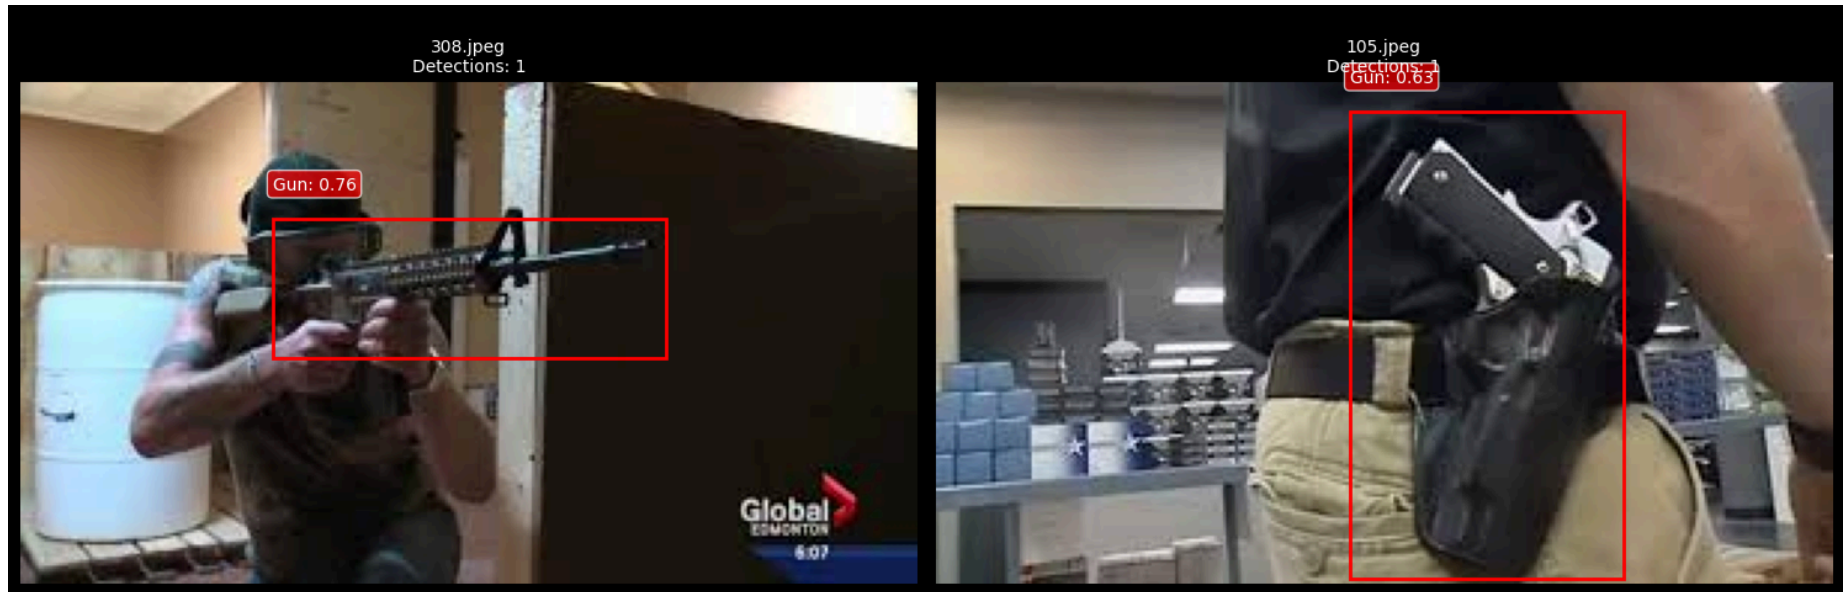 308.jpeg
Detections: 1
Gun: 0.76
Global
EDMONTON
6:07
105.jpeg
Detections: 1
Gun: 0.63